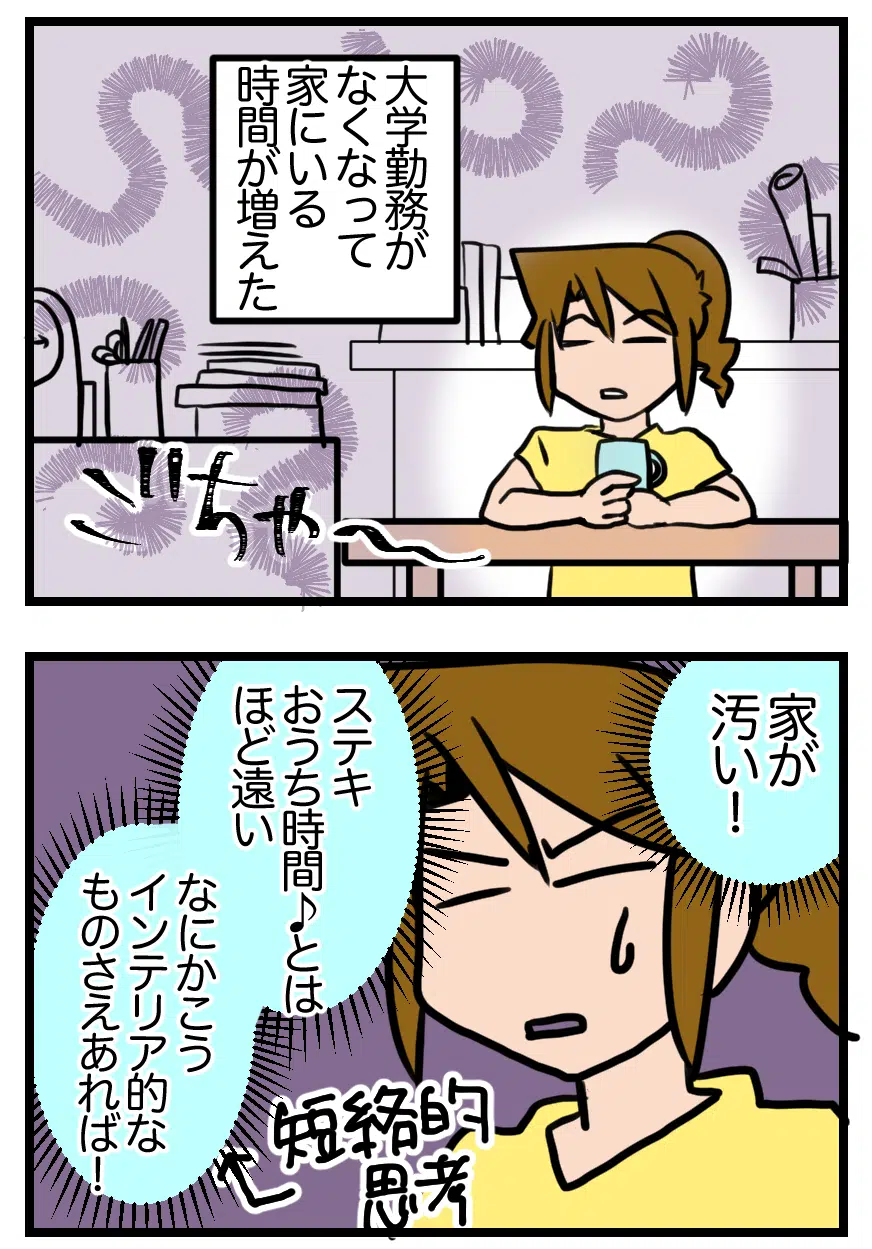 大学勤務が
なくなって
家にいる
時間が増えた
ごちゃ〜
家が
汚い！
ステキ
おうち時間♪とは
ほど遠い
なにかこう
インテリア的な
ものさえあれば！
短絡的
思考